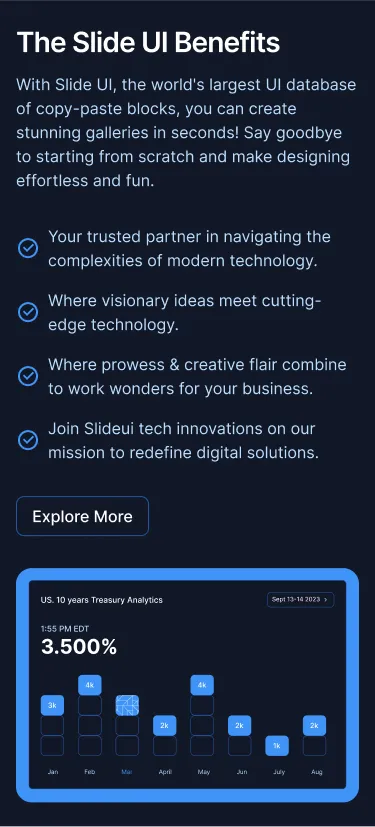 The Slide UI Benefits
With Slide UI, the world's largest UI database
of copy-paste blocks, you can create
stunning galleries in seconds! Say goodbye
to starting from scratch and make designing
effortless and fun.
Your trusted partner in navigating the
complexities of modern technology.
Where visionary ideas meet cutting-
edge technology.
Where prowess & creative flair combine
to work wonders for your business.
Join Slideui tech innovations on our
mission to redefine digital solutions.
Explore More
US. 10 years Treasury Analytics
Sept 13-14 2023 >
1:55 PM EDT
3.500%
4k 4k
3k
2k 2k 2k
1k
Jan Feb Mar April May Jun July Aug